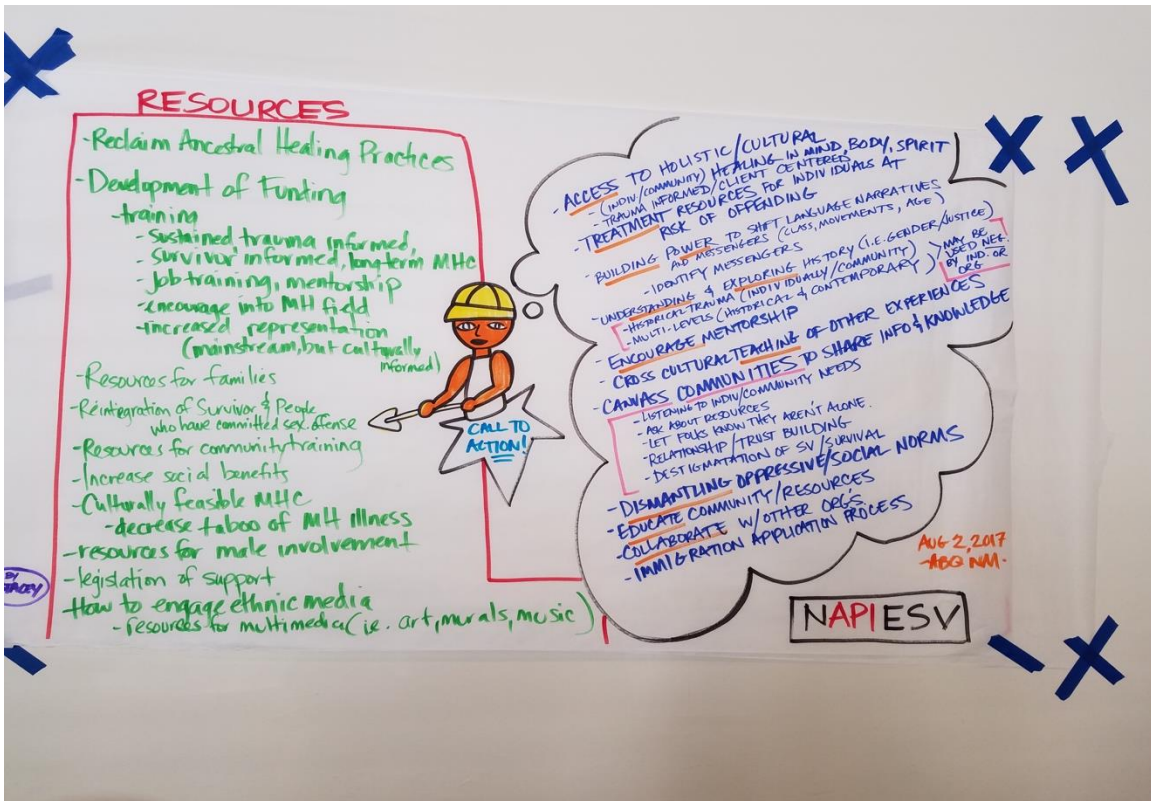 RESOURCES
-Reclaim Ancestral Healing Practices
-Development of Funding
-training
-sustained trauma informed,
-survivor informed, long-term MHC
-job training, mentorship
-encourage into MH field
-increased representation
(mainstream, but culturally
informed)
-Resources for families
-Reintegration of Survivor & People
who have committed sex. offense
-Resources for community training
-Increase social benefits
-Culturally feasible MHC
-decrease taboo of MH illness
-resources for male involvement
-legislation of support
-How to engage ethnic media
-resources for multimedia (ie. art, murals, music)
BY
CALL TO
ACTION!
-ACCESS TO HOLISTIC/CULTURAL
-(INDIV/COMMUNITY) HEALING IN MIND, BODY, SPIRIT
-TRAUMA INFORMED/CLIENT CENTERED
-TREATMENT RESOURCES FOR INDIVIDUALS AT
RISK OF OFFENDING
-BUILDING POWER TO SHIFT LANGUAGE NARRATIVES
AND MESSENGERS (CLASS, MOVEMENTS, AGE)
-IDENTIFY MESSENGERS
-UNDERSTANDING & EXPLORING HISTORY (I.E. GENDER/JUSTICE)
-HISTORICAL TRAUMA (INDIVIDUALLY/COMMUNITY)
-MULTI-LEVELS (HISTORICAL & CONTEMPORARY)
MAY BE
USED NEG.
BY IND. OR
ORG.
-ENCOURAGE MENTORSHIP
-CROSS CULTURAL TEACHING OF OTHER EXPERIENCES
-CANVASS COMMUNITIES TO SHARE INFO & KNOWLEDGE
-LISTENING TO INDIV/COMMUNITY NEEDS
-ASK ABOUT RESOURCES
-LET FOLKS KNOW THEY AREN'T ALONE.
-RELATIONSHIP/TRUST BUILDING
-DESTIGMATATION OF SV/SURVIVAL
-DISMANTLING OPPRESSIVE/SOCIAL NORMS
-EDUCATE COMMUNITY/RESOURCES
-COLLABORATE W/OTHER ORG'S.
-IMMIGRATION APPLICATION PROCESS
AUG 2, 2017
-ABQ NM-
NAPIESV